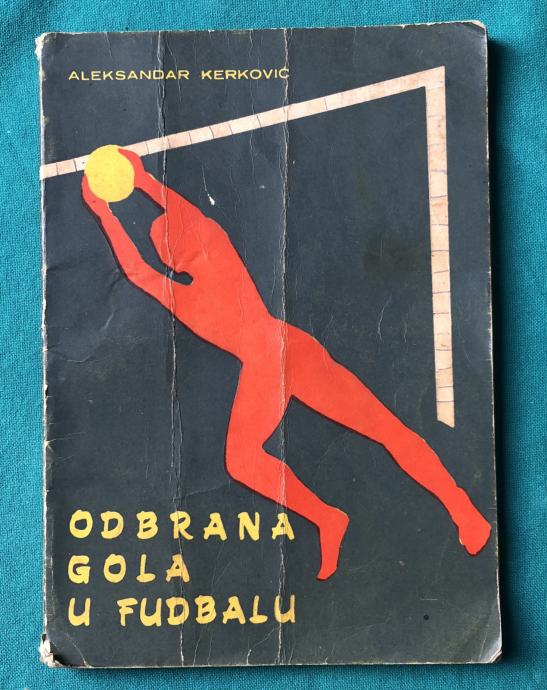 ALEKSANDAR KERKOVIĆ
ODBRANA
GOLA
U FUDBALU